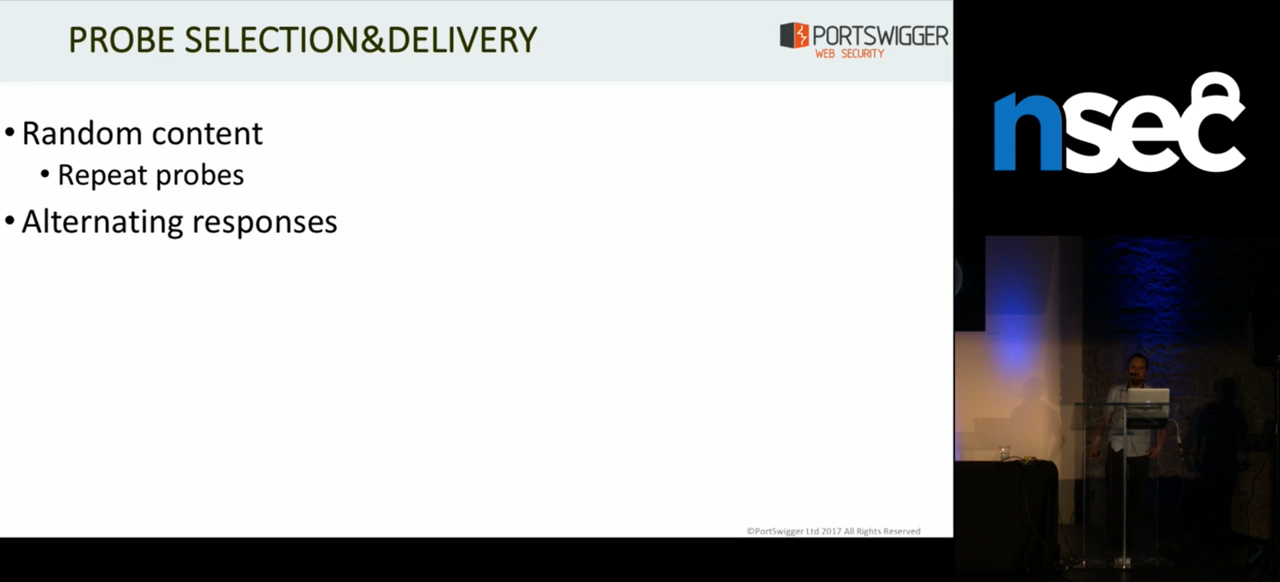 PROBE SELECTION&DELIVERY
PORTSWIGGER
WEB SECURITY
• Random content
• Repeat probes
• Alternating responses
©PortSwigger Ltd 2017 All Rights Reserved
nsec